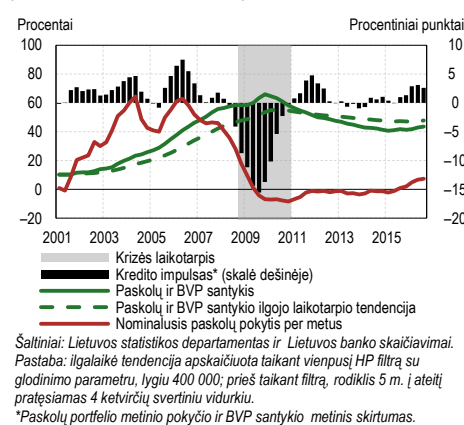 Procentai Procentiniai punktai
100 10
80 5
60 0
40 –5
20 –10
0 –15
–20 –20
2001 2003 2005 2007 2009 2011 2013 2015
Krizės laikotarpis
Kredito impulsas* (skalė dešinėje)
Paskolų ir BVP santykis
Paskolų ir BVP santykio ilgojo laikotarpio tendencija
Nominalusis paskolų pokytis per metus
Šaltiniai: Lietuvos statistikos departamentas ir Lietuvos banko skaičiavimai.
Pastaba: ilgalaikė tendencija apskaičiuota taikant vienpusį HP filtrą su
glodinimo parametru, lygiu 400 000; prieš taikant filtrą, rodiklis 5 m. į ateitį
pratęsiamas 4 ketvirčių svertiniu vidurkiu.
*Paskolų portfelio metinio pokyčio ir BVP santykio metinis skirtumas.